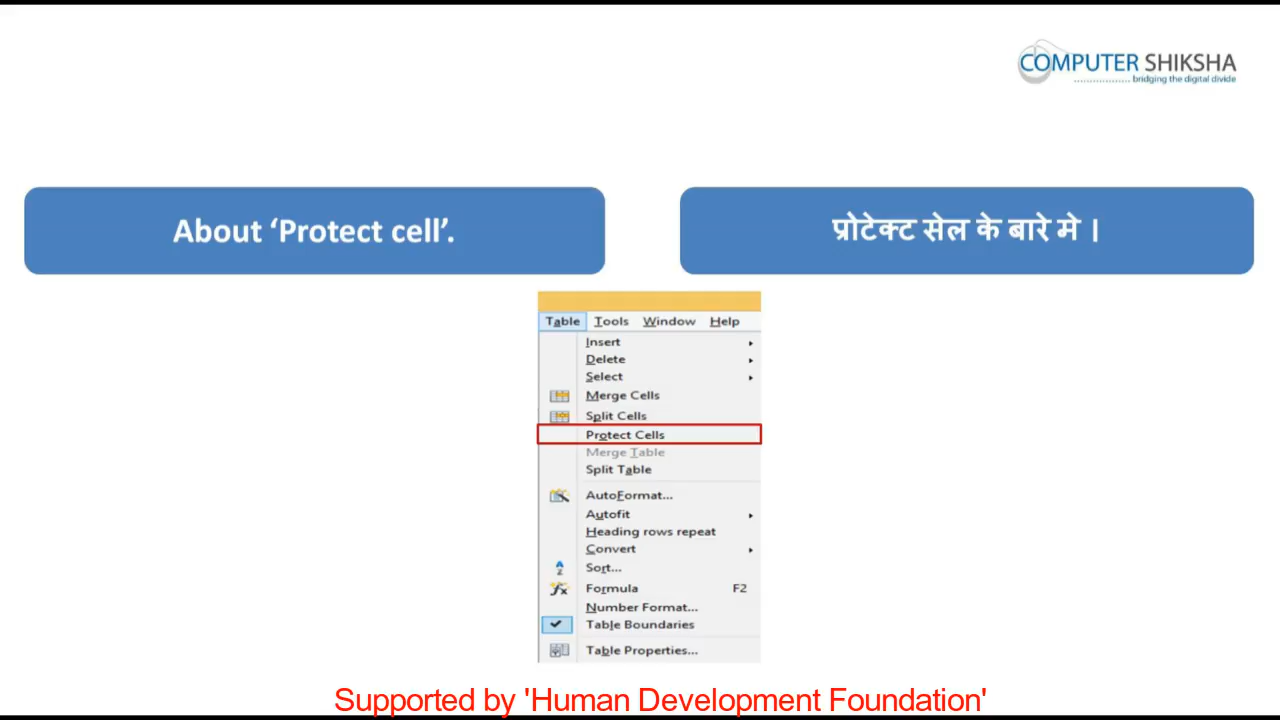 COMPUTER SHIKSHA
bridging the digital divide
About ‘Protect cell’.
प्रोटेक्ट सेल के बारे मे |
Table Tools Window Help
Insert
Delete
Select
Merge Cells
Split Cells
Protect Cells
Merge Table
Split Table
AutoFormat...
Autofit
Heading rows repeat
Convert
Sort...
Formula F2
Number Format...
Table Boundaries
Table Properties...
Supported by 'Human Development Foundation'